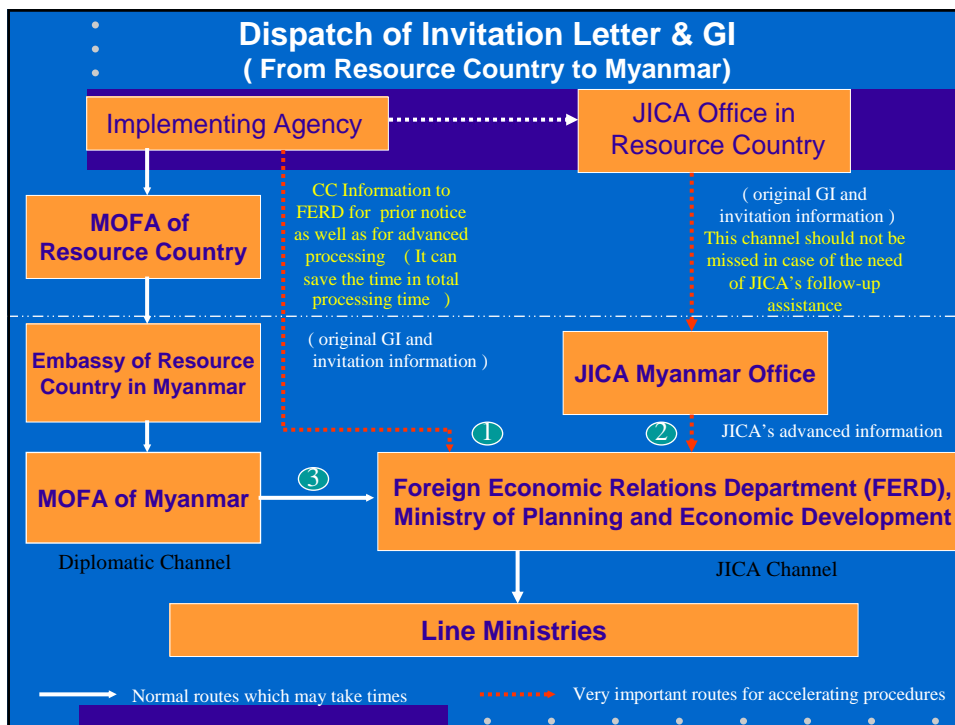 Dispatch of Invitation Letter & GI
( From Resource Country to Myanmar)
Implementing Agency
JICA Office in
Resource Country
MOFA of
Resource Country
CC Information to
FERD for prior notice
as well as for advanced
processing ( It can
save the time in total
processing time )
( original GI and
invitation information )
This channel should not be
missed in case of the need
of JICA's follow-up
assistance
Embassy of Resource
Country in Myanmar
( original GI and
invitation information )
JICA Myanmar Office
1
2
JICA's advanced information
MOFA of Myanmar
3
Foreign Economic Relations Department (FERD),
Ministry of Planning and Economic Development
Diplomatic Channel
JICA Channel
Line Ministries
Normal routes which may take times
Very important routes for accelerating procedures